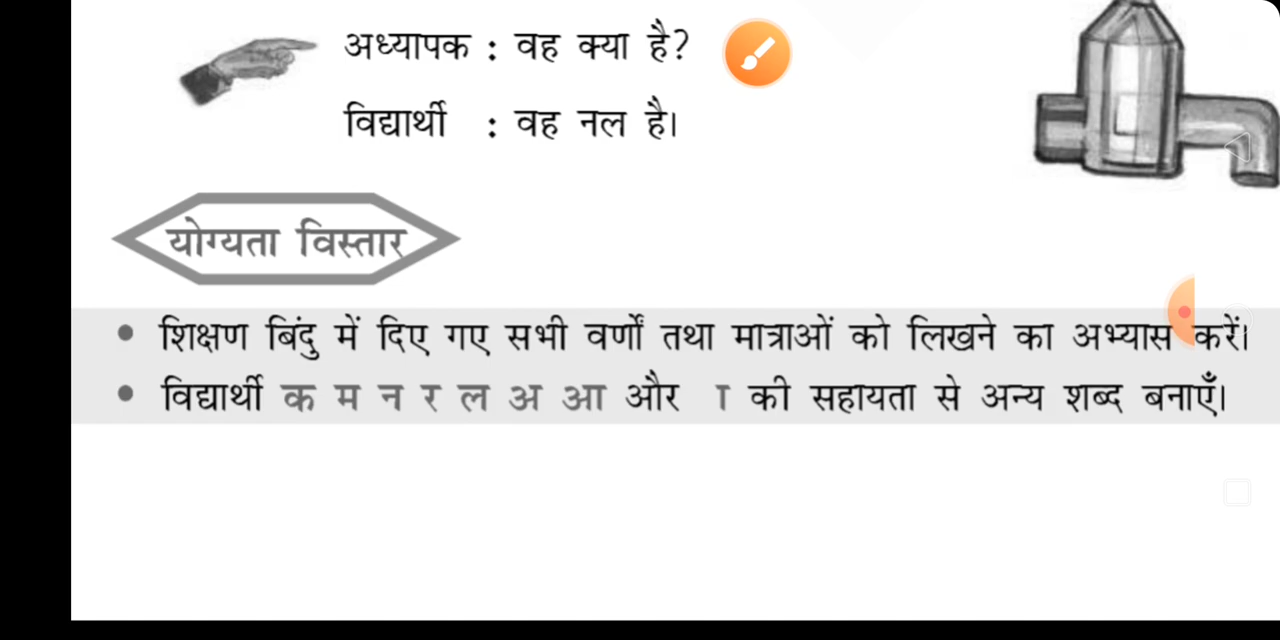 अध्यापक : वह क्या है?
विद्यार्थी : वह नल है।
योग्यता विस्तार
• शिक्षण बिंदु में दिए गए सभी वर्णों तथा मात्राओं को लिखने का अभ्यास करें।
• विद्यार्थी क म न र ल अ आ और ा की सहायता से अन्य शब्द बनाएँ।